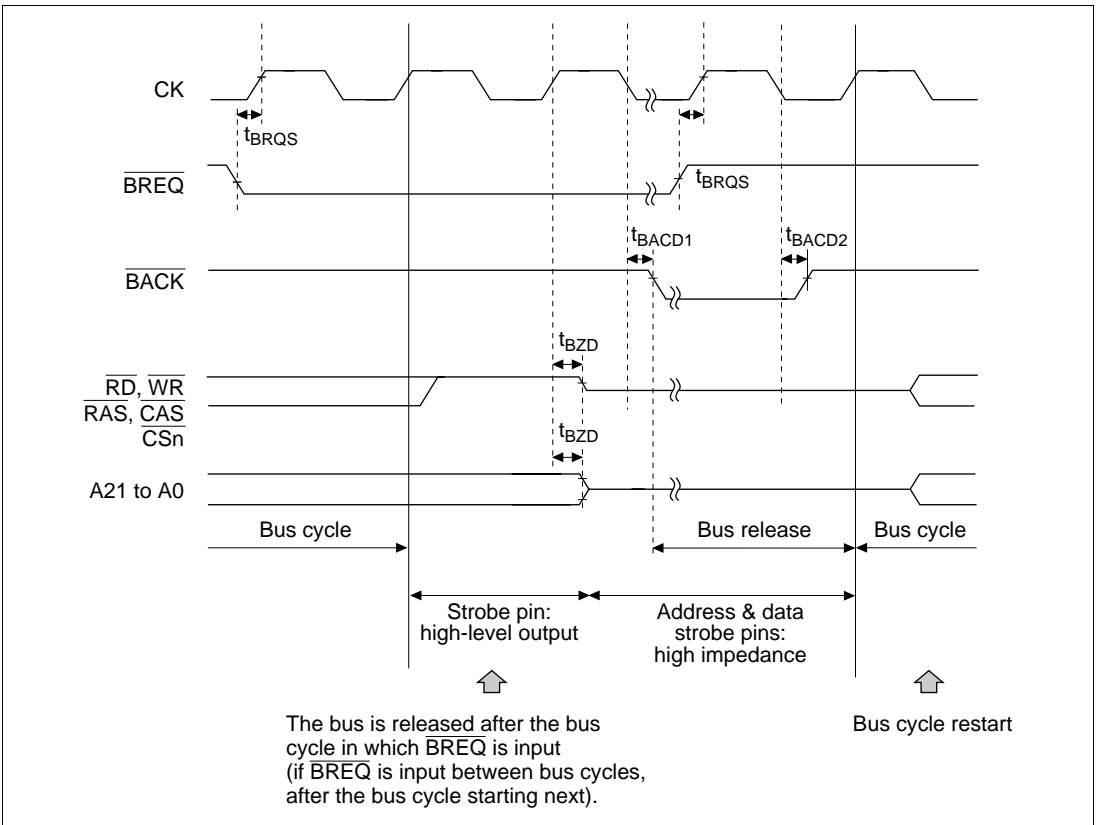 CK
tBRQS
BREQ
tBRQS
tBACD1
tBACD2
BACK
tBZD
RD, WR
RAS, CAS
CSn
tBZD
A21 to A0
Bus cycle
Bus release
Bus cycle
Strobe pin:
high-level output
Address & data
strobe pins:
high impedance
The bus is released after the bus
cycle in which BREQ is input
(if BREQ is input between bus cycles,
after the bus cycle starting next).
Bus cycle restart